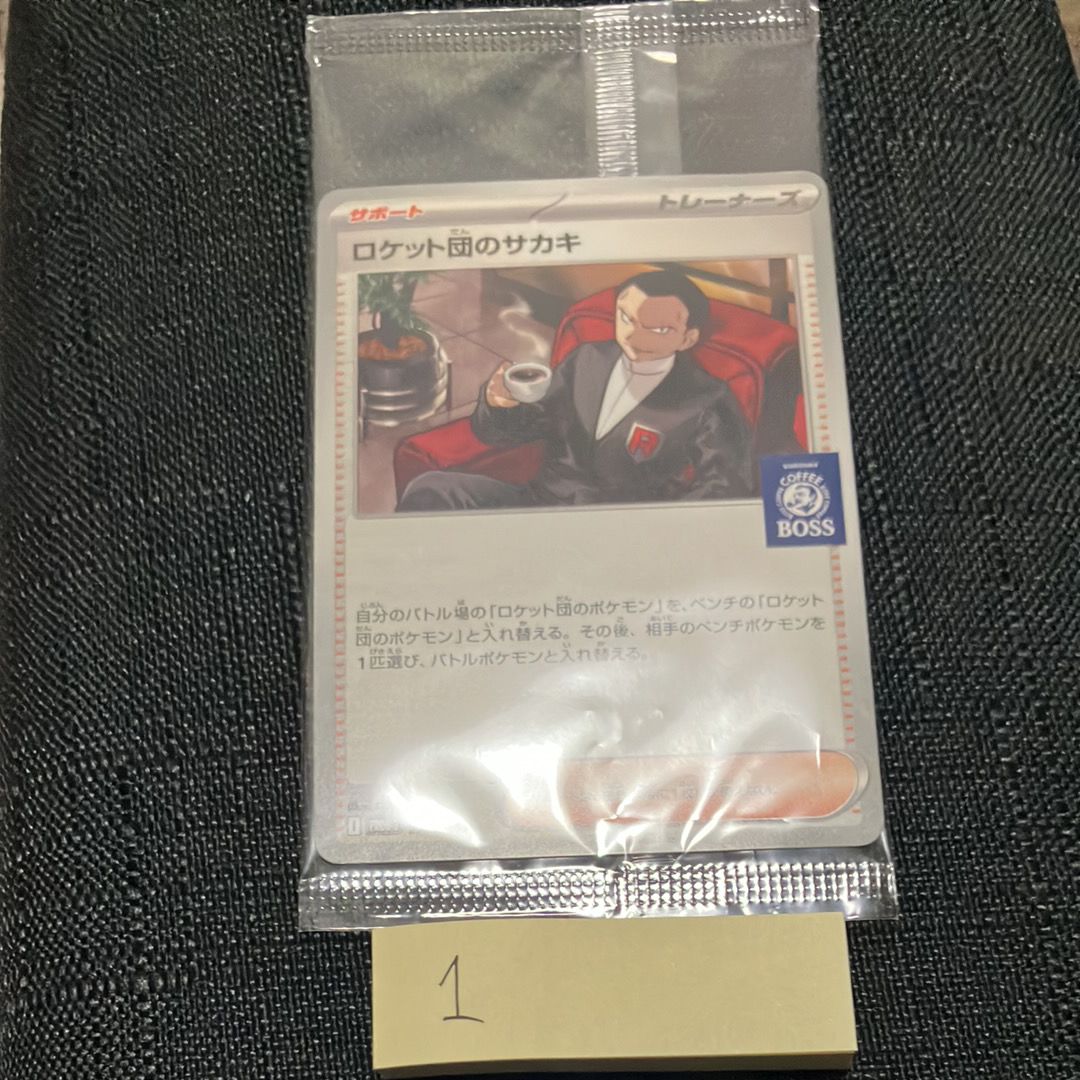 サポート
トレーナーズ
ロケット団のサカキ
だん
R
COFFEE
BOSS
自分のバトル場の「ロケット団のポケモン」を、ベンチの「ロケット
団のポケモン」と入れ替える。その後、相手のベンチポケモンを
1匹選び、バトルポケモンと入れ替える。
1